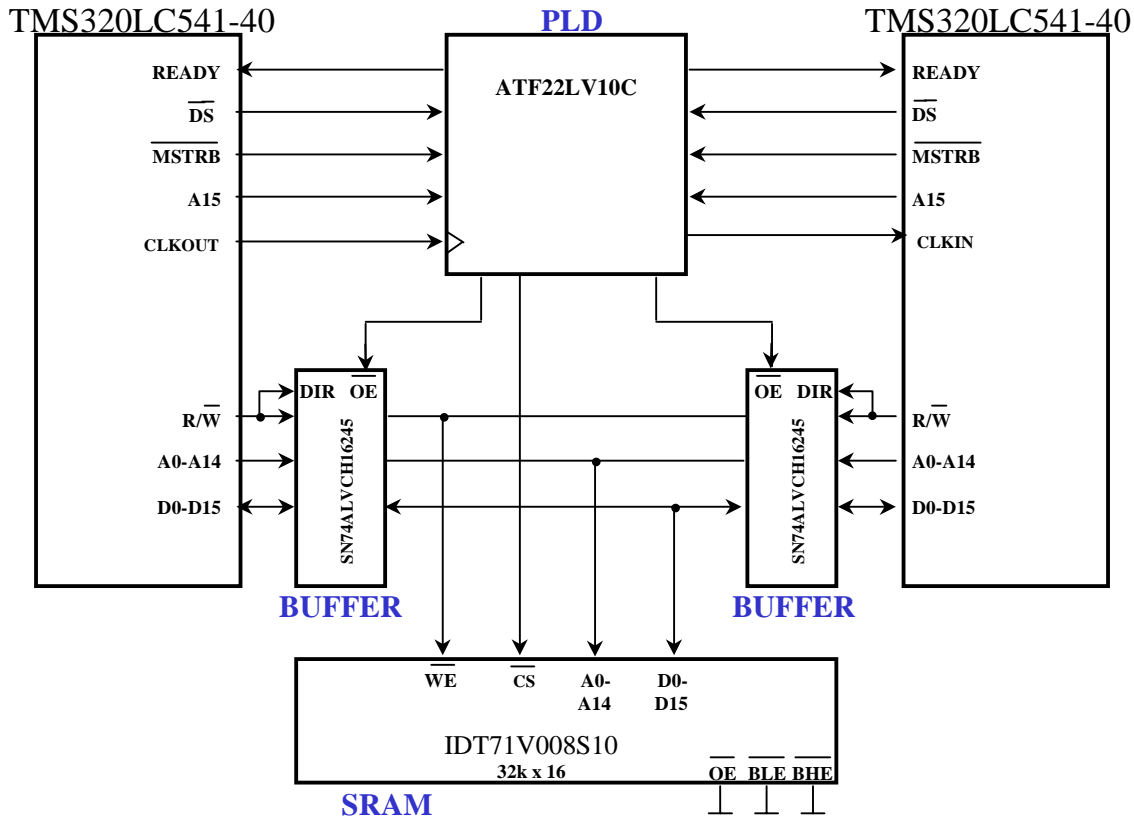 TMS320LC541-40
PLD
TMS320LC541-40
ATF22LV10C
READY
DS
MSTRB
A15
CLKOUT
READY
DS
MSTRB
A15
CLKIN
DIR OE
R/W
A0-A14
D0-D15
SN74ALVCH16245
OE DIR
R/W
A0-A14
D0-D15
SN74ALVCH16245
BUFFER
BUFFER
WE
CS
A0-
A14
D0-
D15
IDT71V008S10
32k x 16
OE BLE BHE
SRAM